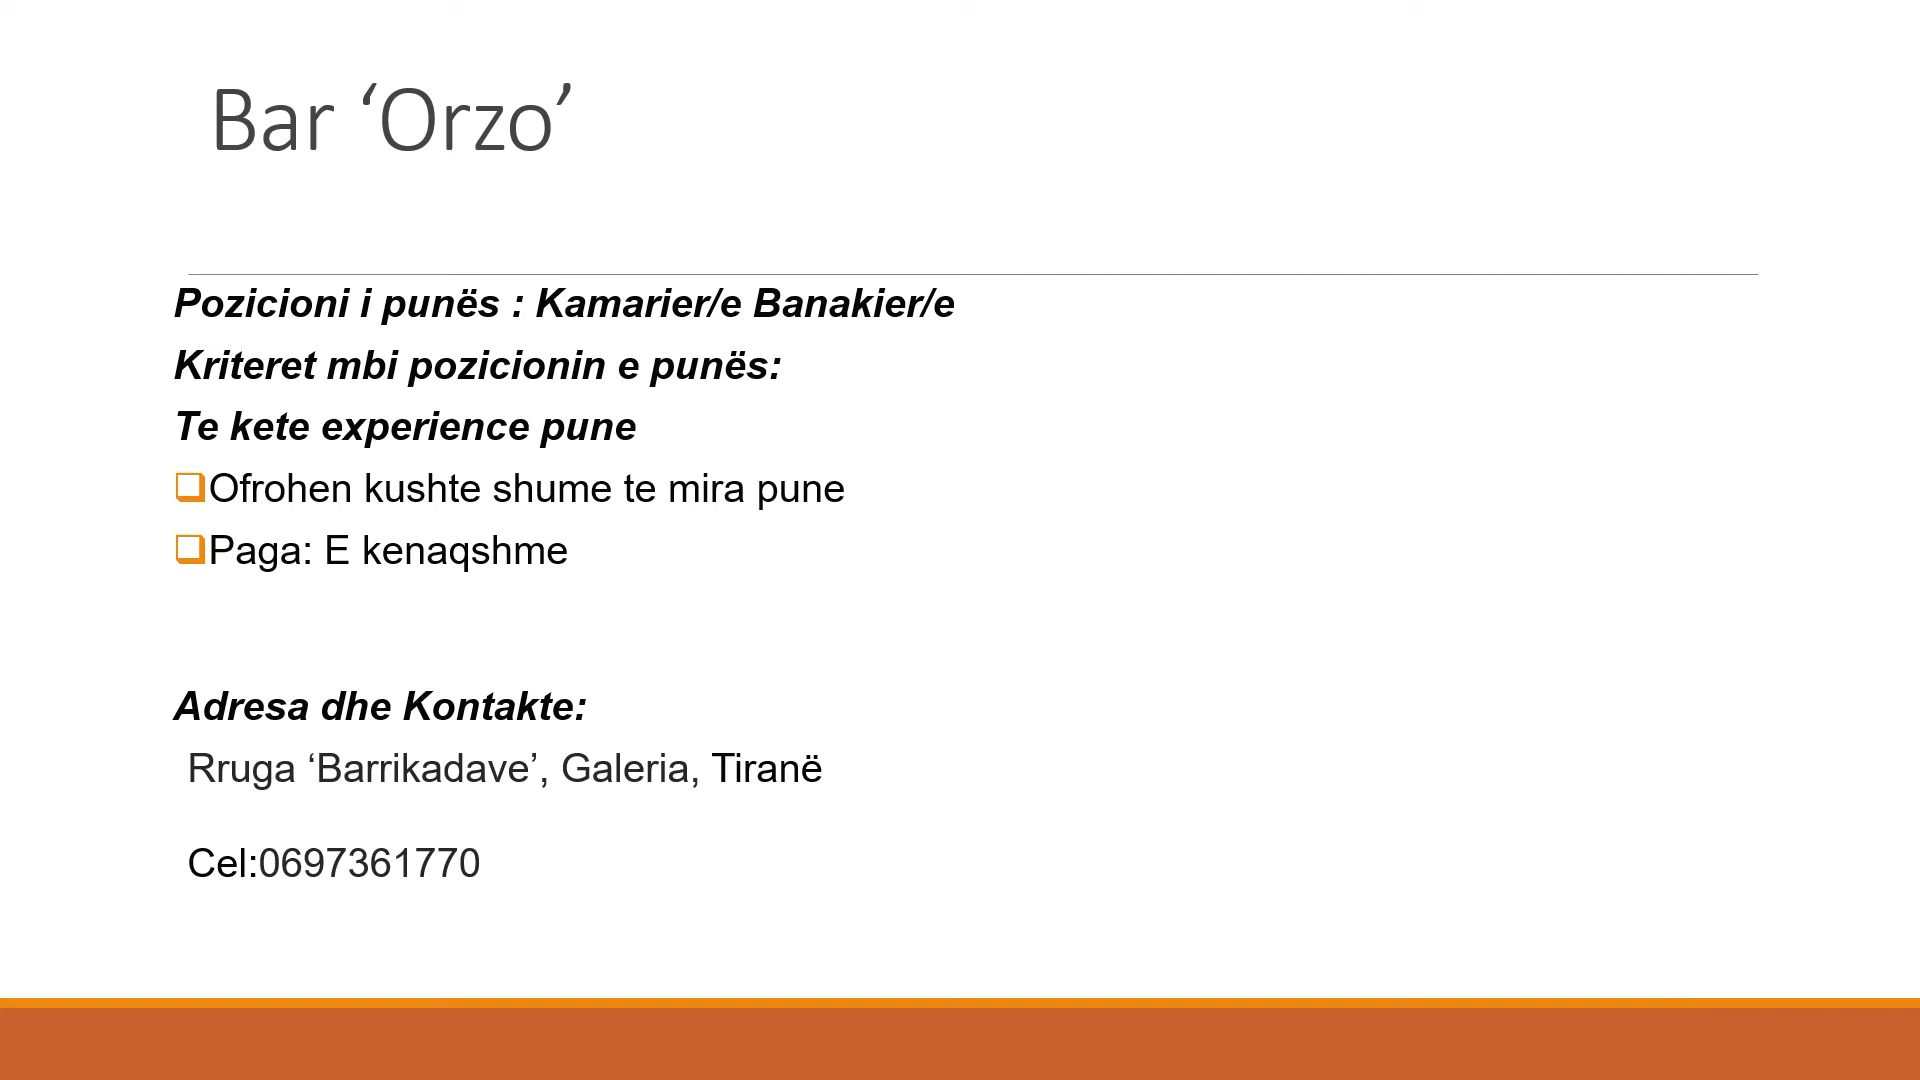 Bar ‘Orzo’
Pozicioni i punës : Kamarier/e Banakier/e
Kriteret mbi pozicionin e punës:
Te kete experience pune
Ofrohen kushte shume te mira pune
Paga: E kenaqshme
Adresa dhe Kontakte:
Rruga ‘Barrikadave’, Galeria, Tiranë
Cel:0697361770